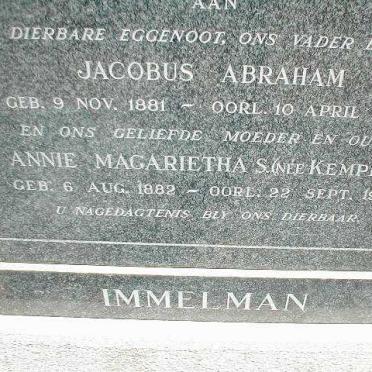 AAN
DIERBARE EGGENOOT, ONS VADER
JACOBUS ABRAHAM
GEB. 9 NOV. 1881 ~ OORL. 10 APRIL
EN ONS GELIEFDE MOEDER EN
ANNIE MAGARIETHA S. (NÉE
GEB. 6 AUG. 1882 ~ OORL. 22 SEPT.
U NAGEDAGTENIS BLY ONS DIERBAAR.
IMMELMAN